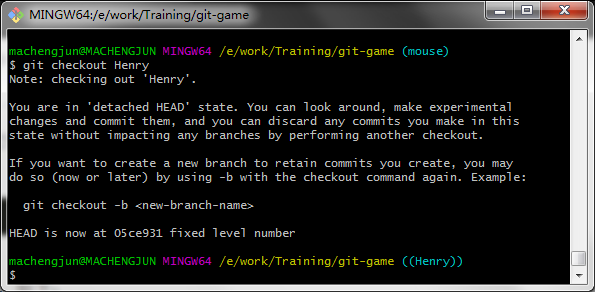 MINGW64:/e/work/Training/git-game
machengjun@MACHENGJUN MINGW64 /e/work/Training/git-game (mouse)
$ git checkout Henry
Note: checking out 'Henry'.
You are in 'detached HEAD' state. You can look around, make experimental
changes and commit them, and you can discard any commits you make in this
state without impacting any branches by performing another checkout.
If you want to create a new branch to retain commits you create, you may
do so (now or later) by using -b with the checkout command again. Example:
git checkout -b <new-branch-name>
HEAD is now at 05ce931 fixed level number
machengjun@MACHENGJUN MINGW64 /e/work/Training/git-game ((Henry))
$